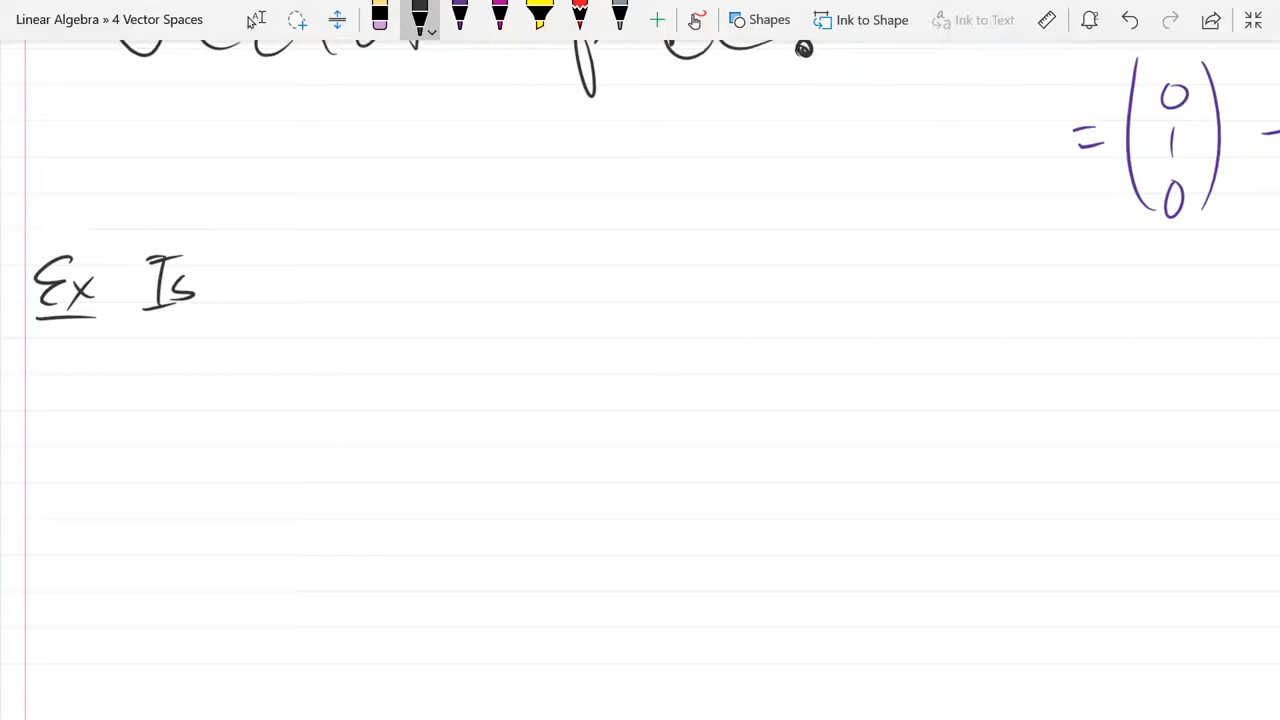 Linear Algebra » 4 Vector Spaces
Shapes
Ink to Shape
Ink to Text
= ( 0 1 0 )
Ex Is